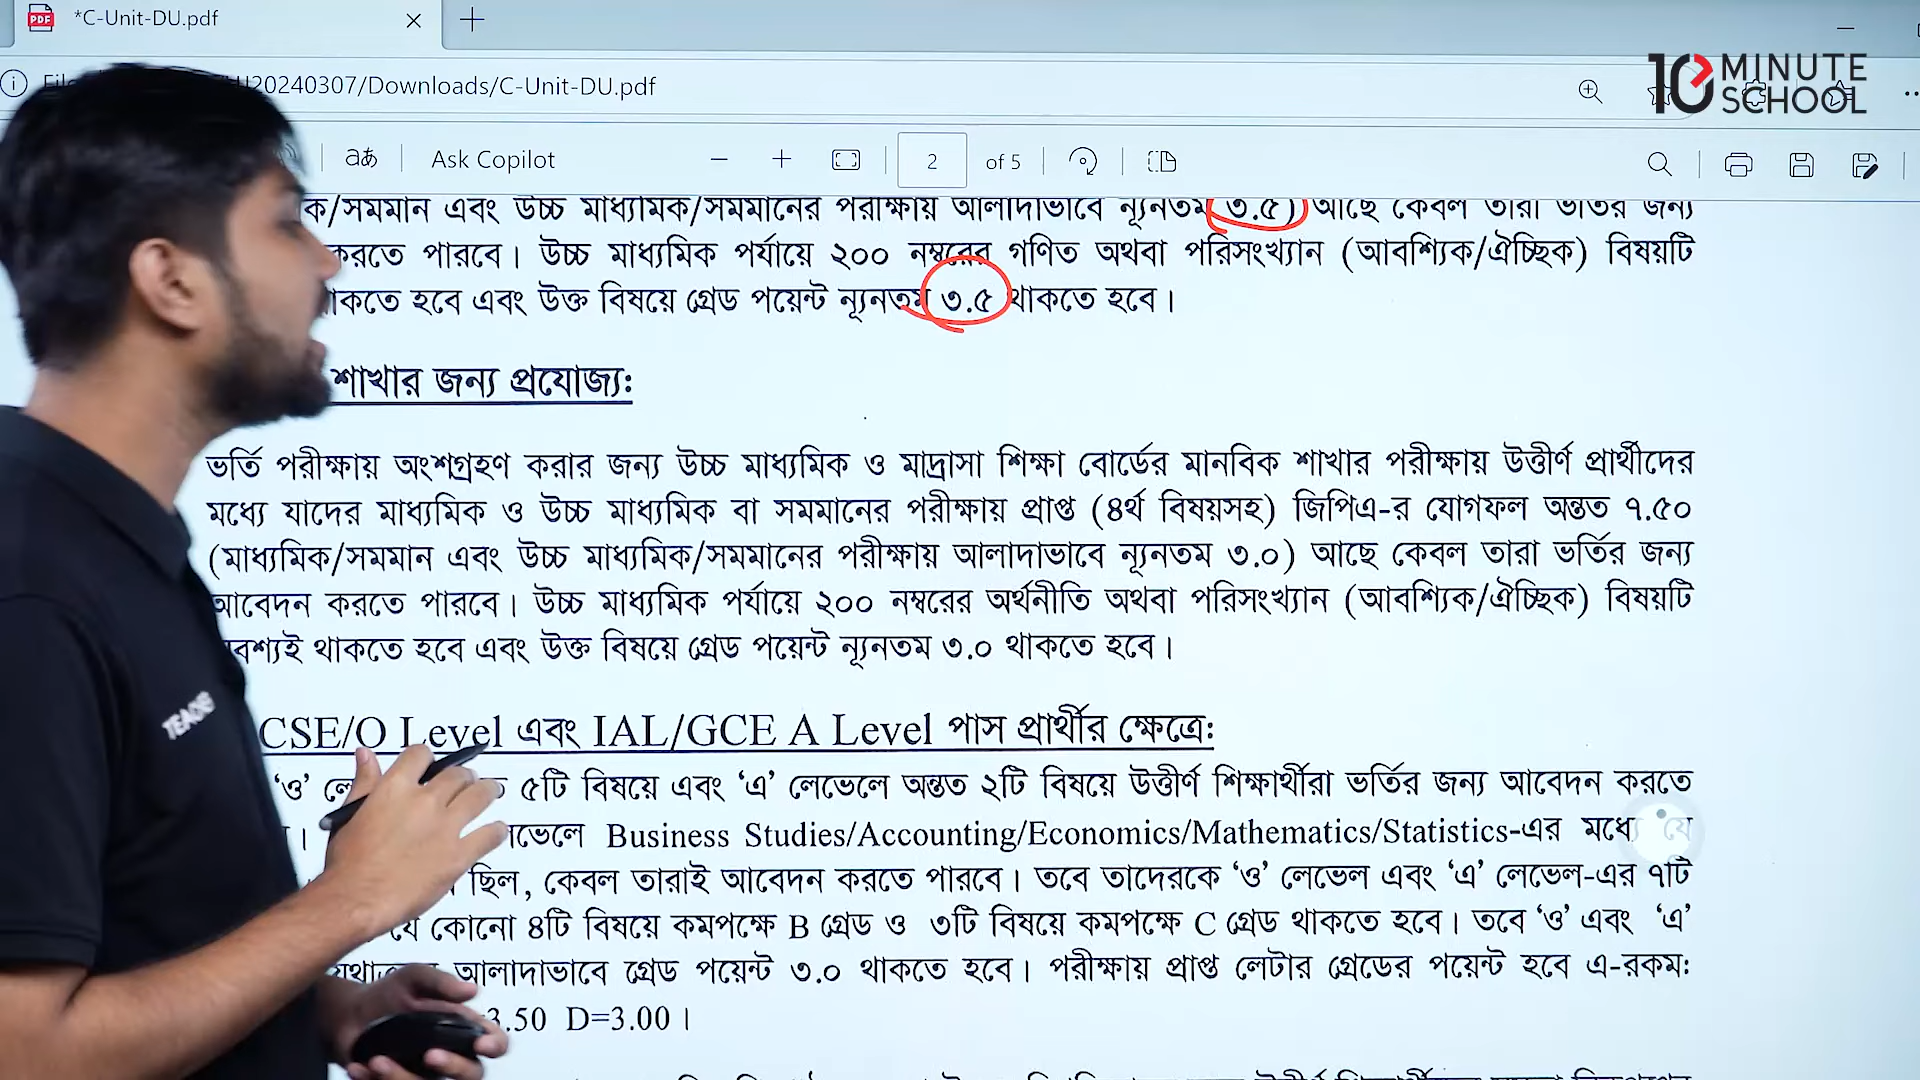 *C-Unit-DU.pdf
20240307/Downloads/C-Unit-DU.pdf
10 MINUTE SCHOOL
Ask Copilot
2 of 5
ক/সমমান এবং উচ্চ মাধ্যমিক/সমমানের পরীক্ষায় আলাদাভাবে ন্যূনতম ৩.৫) আছে কেবল তারা ভর্তির জন্য
করতে পারবে। উচ্চ মাধ্যমিক পর্যায়ে ২০০ নম্বরের গণিত অথবা পরিসংখ্যান (আবশ্যিক/ঐচ্ছিক) বিষয়টি
থাকতে হবে এবং উক্ত বিষয়ে গ্রেড পয়েন্ট ন্যূনতম ৩.৫ থাকতে হবে।
শাখার জন্য প্রযোজ্য:
ভর্তি পরীক্ষায় অংশগ্রহণ করার জন্য উচ্চ মাধ্যমিক ও মাদ্রাসা শিক্ষা বোর্ডের মানবিক শাখার পরীক্ষায় উত্তীর্ণ প্রার্থীদের
মধ্যে যাদের মাধ্যমিক ও উচ্চ মাধ্যমিক বা সমমানের পরীক্ষায় প্রাপ্ত (৪র্থ বিষয়সহ) জিপিএ-র যোগফল অন্তত ৭.৫০
(মাধ্যমিক/সমমান এবং উচ্চ মাধ্যমিক/সমমানের পরীক্ষায় আলাদাভাবে ন্যূনতম ৩.০) আছে কেবল তারা ভর্তির জন্য
আবেদন করতে পারবে। উচ্চ মাধ্যমিক পর্যায়ে ২০০ নম্বরের অর্থনীতি অথবা পরিসংখ্যান (আবশ্যিক/ঐচ্ছিক) বিষয়টি
বশ্যই থাকতে হবে এবং উক্ত বিষয়ে গ্রেড পয়েন্ট ন্যূনতম ৩.০ থাকতে হবে।
CSE/O Level এবং IAL/GCE A Level পাস প্রার্থীর ক্ষেত্রে:
‘ও’ লে ৫টি বিষয়ে এবং ‘এ’ লেভেলে অন্তত ২টি বিষয়ে উত্তীর্ণ শিক্ষার্থীরা ভর্তির জন্য আবেদন করতে
। লেভেলে Business Studies/Accounting/Economics/Mathematics/Statistics-এর মধ্যে যে
ছিল, কেবল তারাই আবেদন করতে পারবে। তবে তাদেরকে ‘ও’ লেভেল এবং ‘এ’ লেভেল-এর ৭টি
যে কোনো ৪টি বিষয়ে কমপক্ষে B গ্রেড ও ৩টি বিষয়ে কমপক্ষে C গ্রেড থাকতে হবে। তবে ‘ও’ এবং ‘এ’
আলাদাভাবে গ্রেড পয়েন্ট ৩.০ থাকতে হবে। পরীক্ষায় প্রাপ্ত লেটার গ্রেডের পয়েন্ট হবে এ-রকম:
3.50 D=3.00।